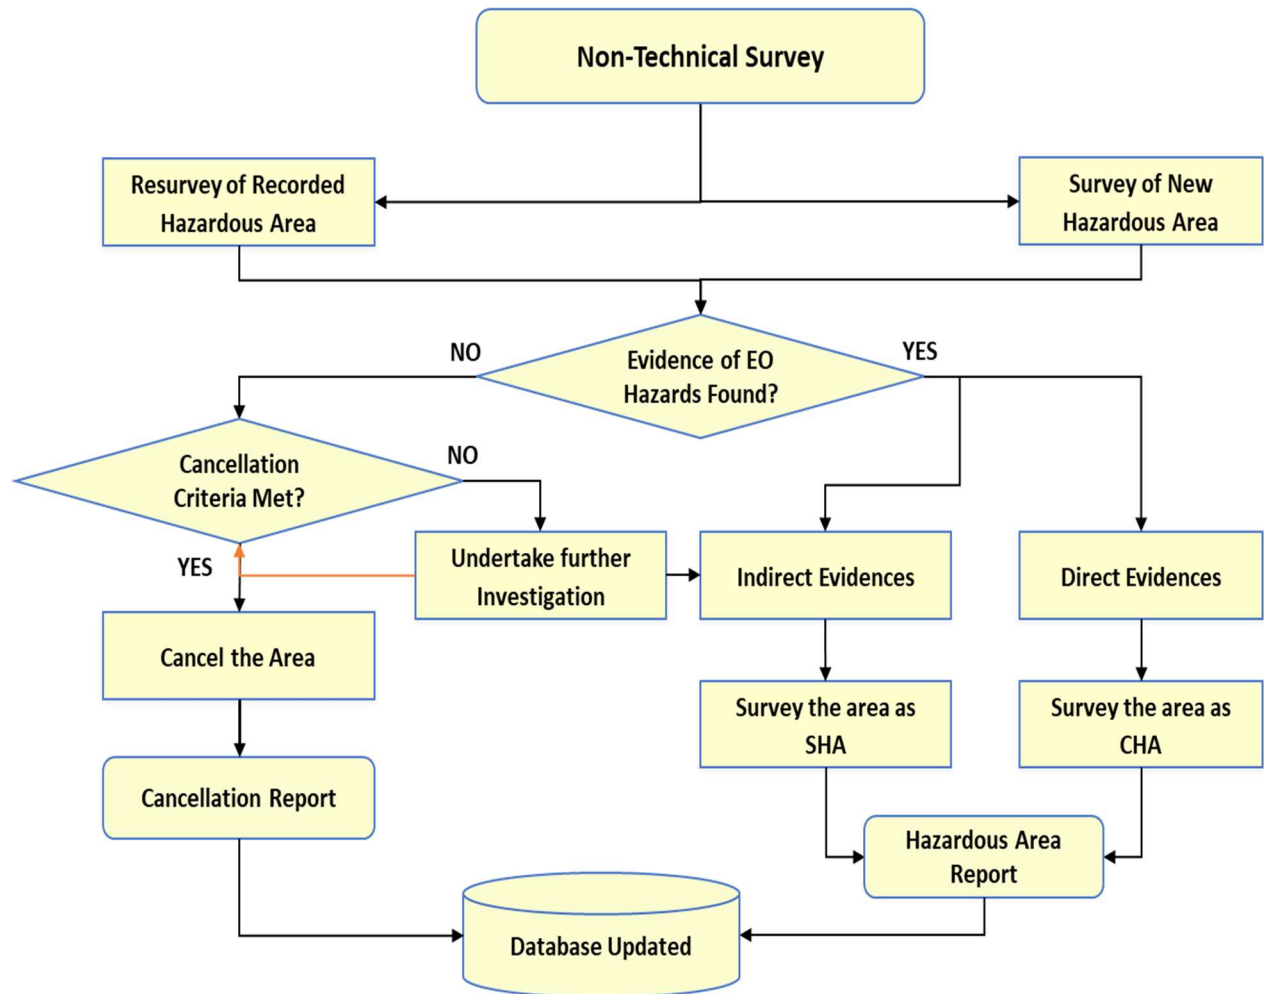 Non-Technical Survey
Resurvey of Recorded
Hazardous Area
Survey of New
Hazardous Area
NO
Evidence of EO
Hazards Found?
YES
Cancellation
Criteria Met?
NO
YES
Undertake further
Investigation
Indirect Evidences
Direct Evidences
Cancel the Area
Survey the area as
SHA
Survey the area as
CHA
Cancellation Report
Hazardous Area
Report
Database Updated